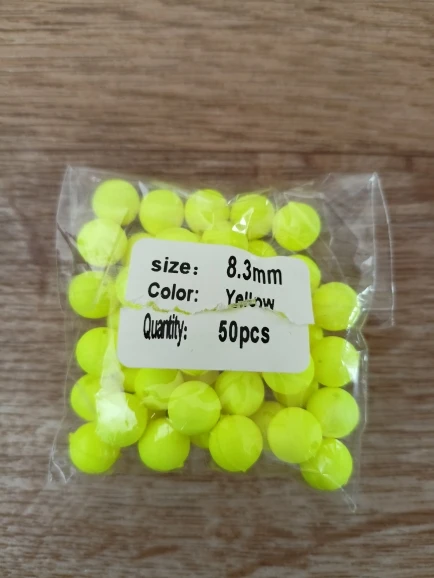 size: 8.3mm
Color: Yellow
Quantity: 50pcs